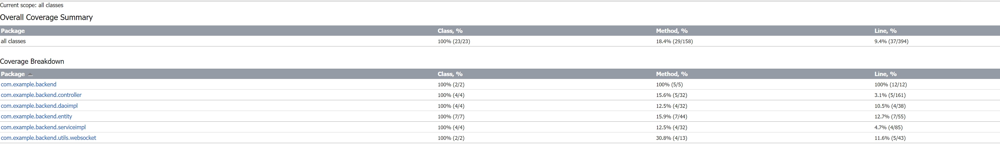 Current scope: all classes
Overall Coverage Summary
Package Class, % Method, % Line, %
all classes 100% (23/23) 18.4% (29/158) 9.4% (37/394)
Coverage Breakdown
Package Class, % Method, % Line, %
com.example.backend 100% (2/2) 100% (5/5) 100% (12/12)
com.example.backend.controller 100% (4/4) 15.6% (5/32) 3.1% (5/161)
com.example.backend.daoimpl 100% (4/4) 12.5% (4/32) 10.5% (4/38)
com.example.backend.entity 100% (7/7) 15.9% (7/44) 12.7% (7/55)
com.example.backend.serviceimpl 100% (4/4) 12.5% (4/32) 4.7% (4/85)
com.example.backend.utils.websocket 100% (2/2) 30.8% (4/13) 11.6% (5/43)